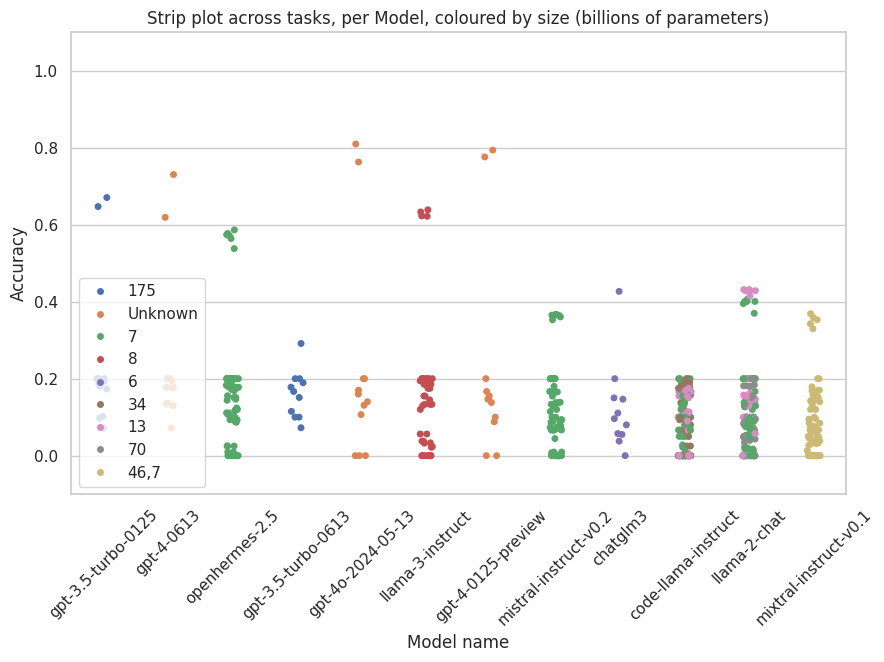 Strip plot across tasks, per Model, coloured by size (billions of parameters)
Accuracy
1.0
0.8
0.6
0.4
0.2
0.0
175
Unknown
7
8
6
34
13
70
46,7
gpt-3.5-turbo-0125
gpt-4-0613
openhermes-2.5
gpt-3.5-turbo-0613
gpt-4o-2024-05-13
llama-3-instruct
gpt-4-0125-preview
mistral-instruct-v0.2
chatglm3
code-llama-instruct
llama-2-chat
mixtral-instruct-v0.1
Model name